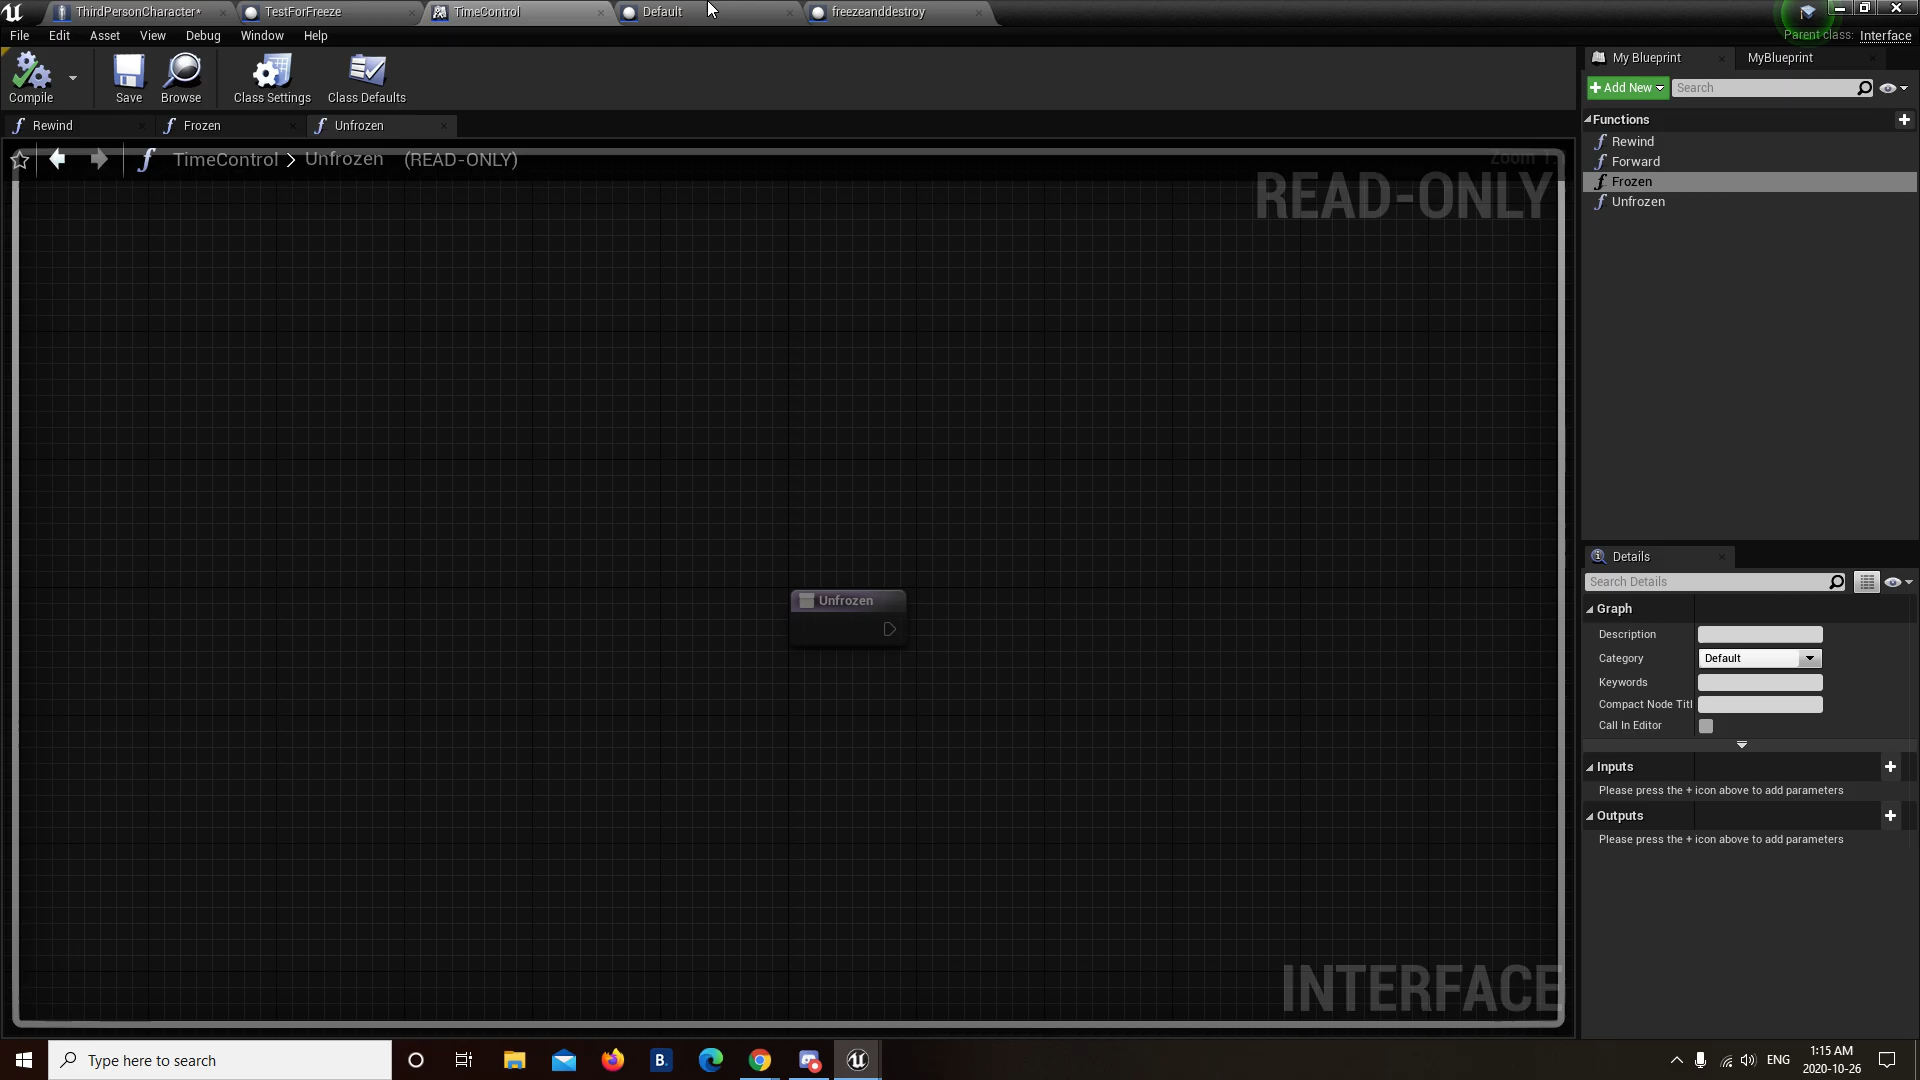 ThirdPersonCharacter* TestForFreeze TimeControl Default freezeanddestroy
File Edit Asset View Debug Window Help
Parent class: Interface
Compile Save Browse Class Settings Class Defaults
My Blueprint MyBlueprint
+ Add New Search
Rewind Frozen Unfrozen
TimeControl > Unfrozen (READ-ONLY)
READ-ONLY
Functions
Rewind
Forward
Frozen
Unfrozen
Unfrozen
INTERFACE
Details
Search Details
Graph
Description
Category Default
Keywords
Compact Node Titl
Call In Editor
Inputs
Please press the + icon above to add parameters
Outputs
Please press the + icon above to add parameters
Type here to search
B.
ENG
1:15 AM
2020-10-26